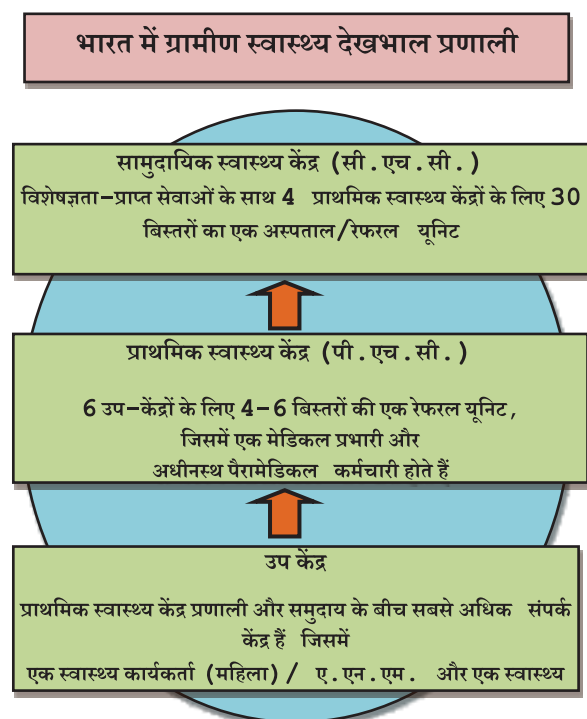 भारत में ग्रामीण स्वास्थ्य देखभाल प्रणाली
सामुदायिक स्वास्थ्य केंद्र (सी.एच.सी.)
विशेषज्ञता-प्राप्त सेवाओं के साथ 4 प्राथमिक स्वास्थ्य केंद्रों के लिए 30
बिस्तरों का एक अस्पताल/रेफरल यूनिट
प्राथमिक स्वास्थ्य केंद्र (पी.एच.सी.)
6 उप-केंद्रों के लिए 4-6 बिस्तरों की एक रेफरल यूनिट,
जिसमें एक मेडिकल प्रभारी और
अधीनस्थ पैरामेडिकल कर्मचारी होते हैं
उप केंद्र
प्राथमिक स्वास्थ्य केंद्र प्रणाली और समुदाय के बीच सबसे अधिक संपर्क
केंद्र हैं जिसमें
एक स्वास्थ्य कार्यकर्ता (महिला)/ ए.एन.एम. और एक स्वास्थ्य